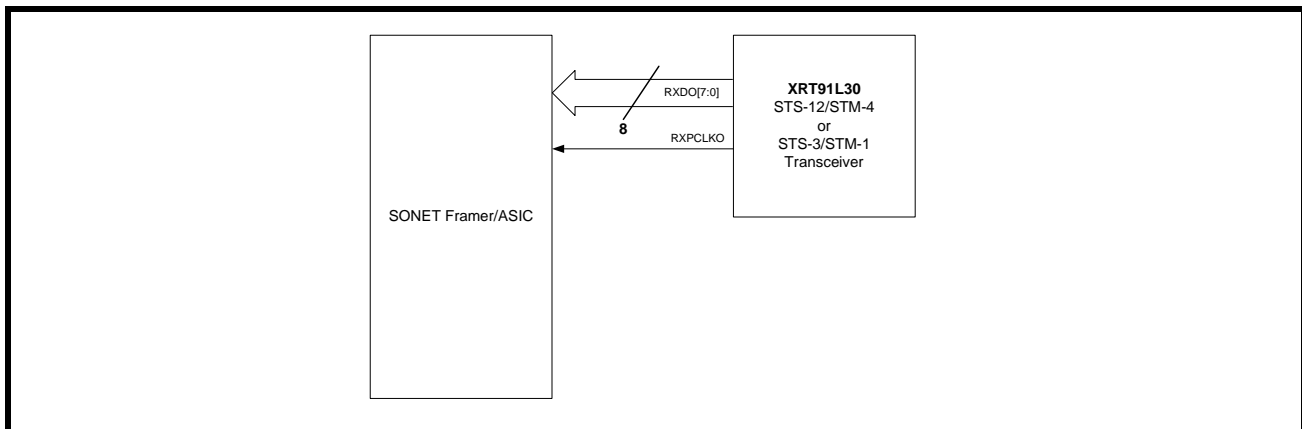 RXDO[7:0]
8
RXPCLKO
XRT91L30
STS-12/STM-4
or
STS-3/STM-1
Transceiver
SONET Framer/ASIC